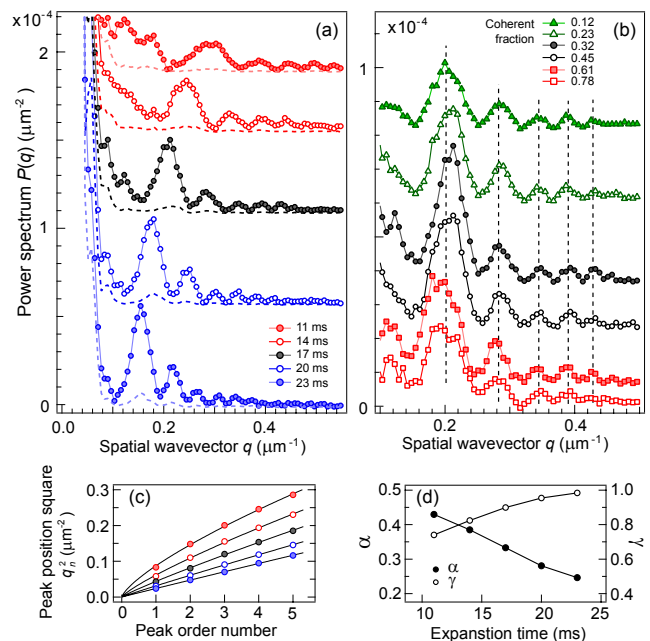 ×10⁻⁴
(a)
2
1
0
Power spectrum P(q) (μm⁻²)
11 ms
14 ms
17 ms
20 ms
23 ms
0.0 0.2 0.4
Spatial wavevector q (μm⁻¹)
×10⁻⁴
(b)
Coherent
fraction
0.12
0.23
0.32
0.45
0.61
0.78
1
0
0.2 0.4
Spatial wavevector q (μm⁻¹)
(c)
Peak position square
qₙ² (μm⁻²)
0.3
0.2
0.1
0.0
0 1 2 3 4 5
Peak order number
(d)
α
0.5
0.4
0.3
0.2
α
γ
1.0
0.8
0.6
0.4
γ
10 15 20
Expanstion time (ms)